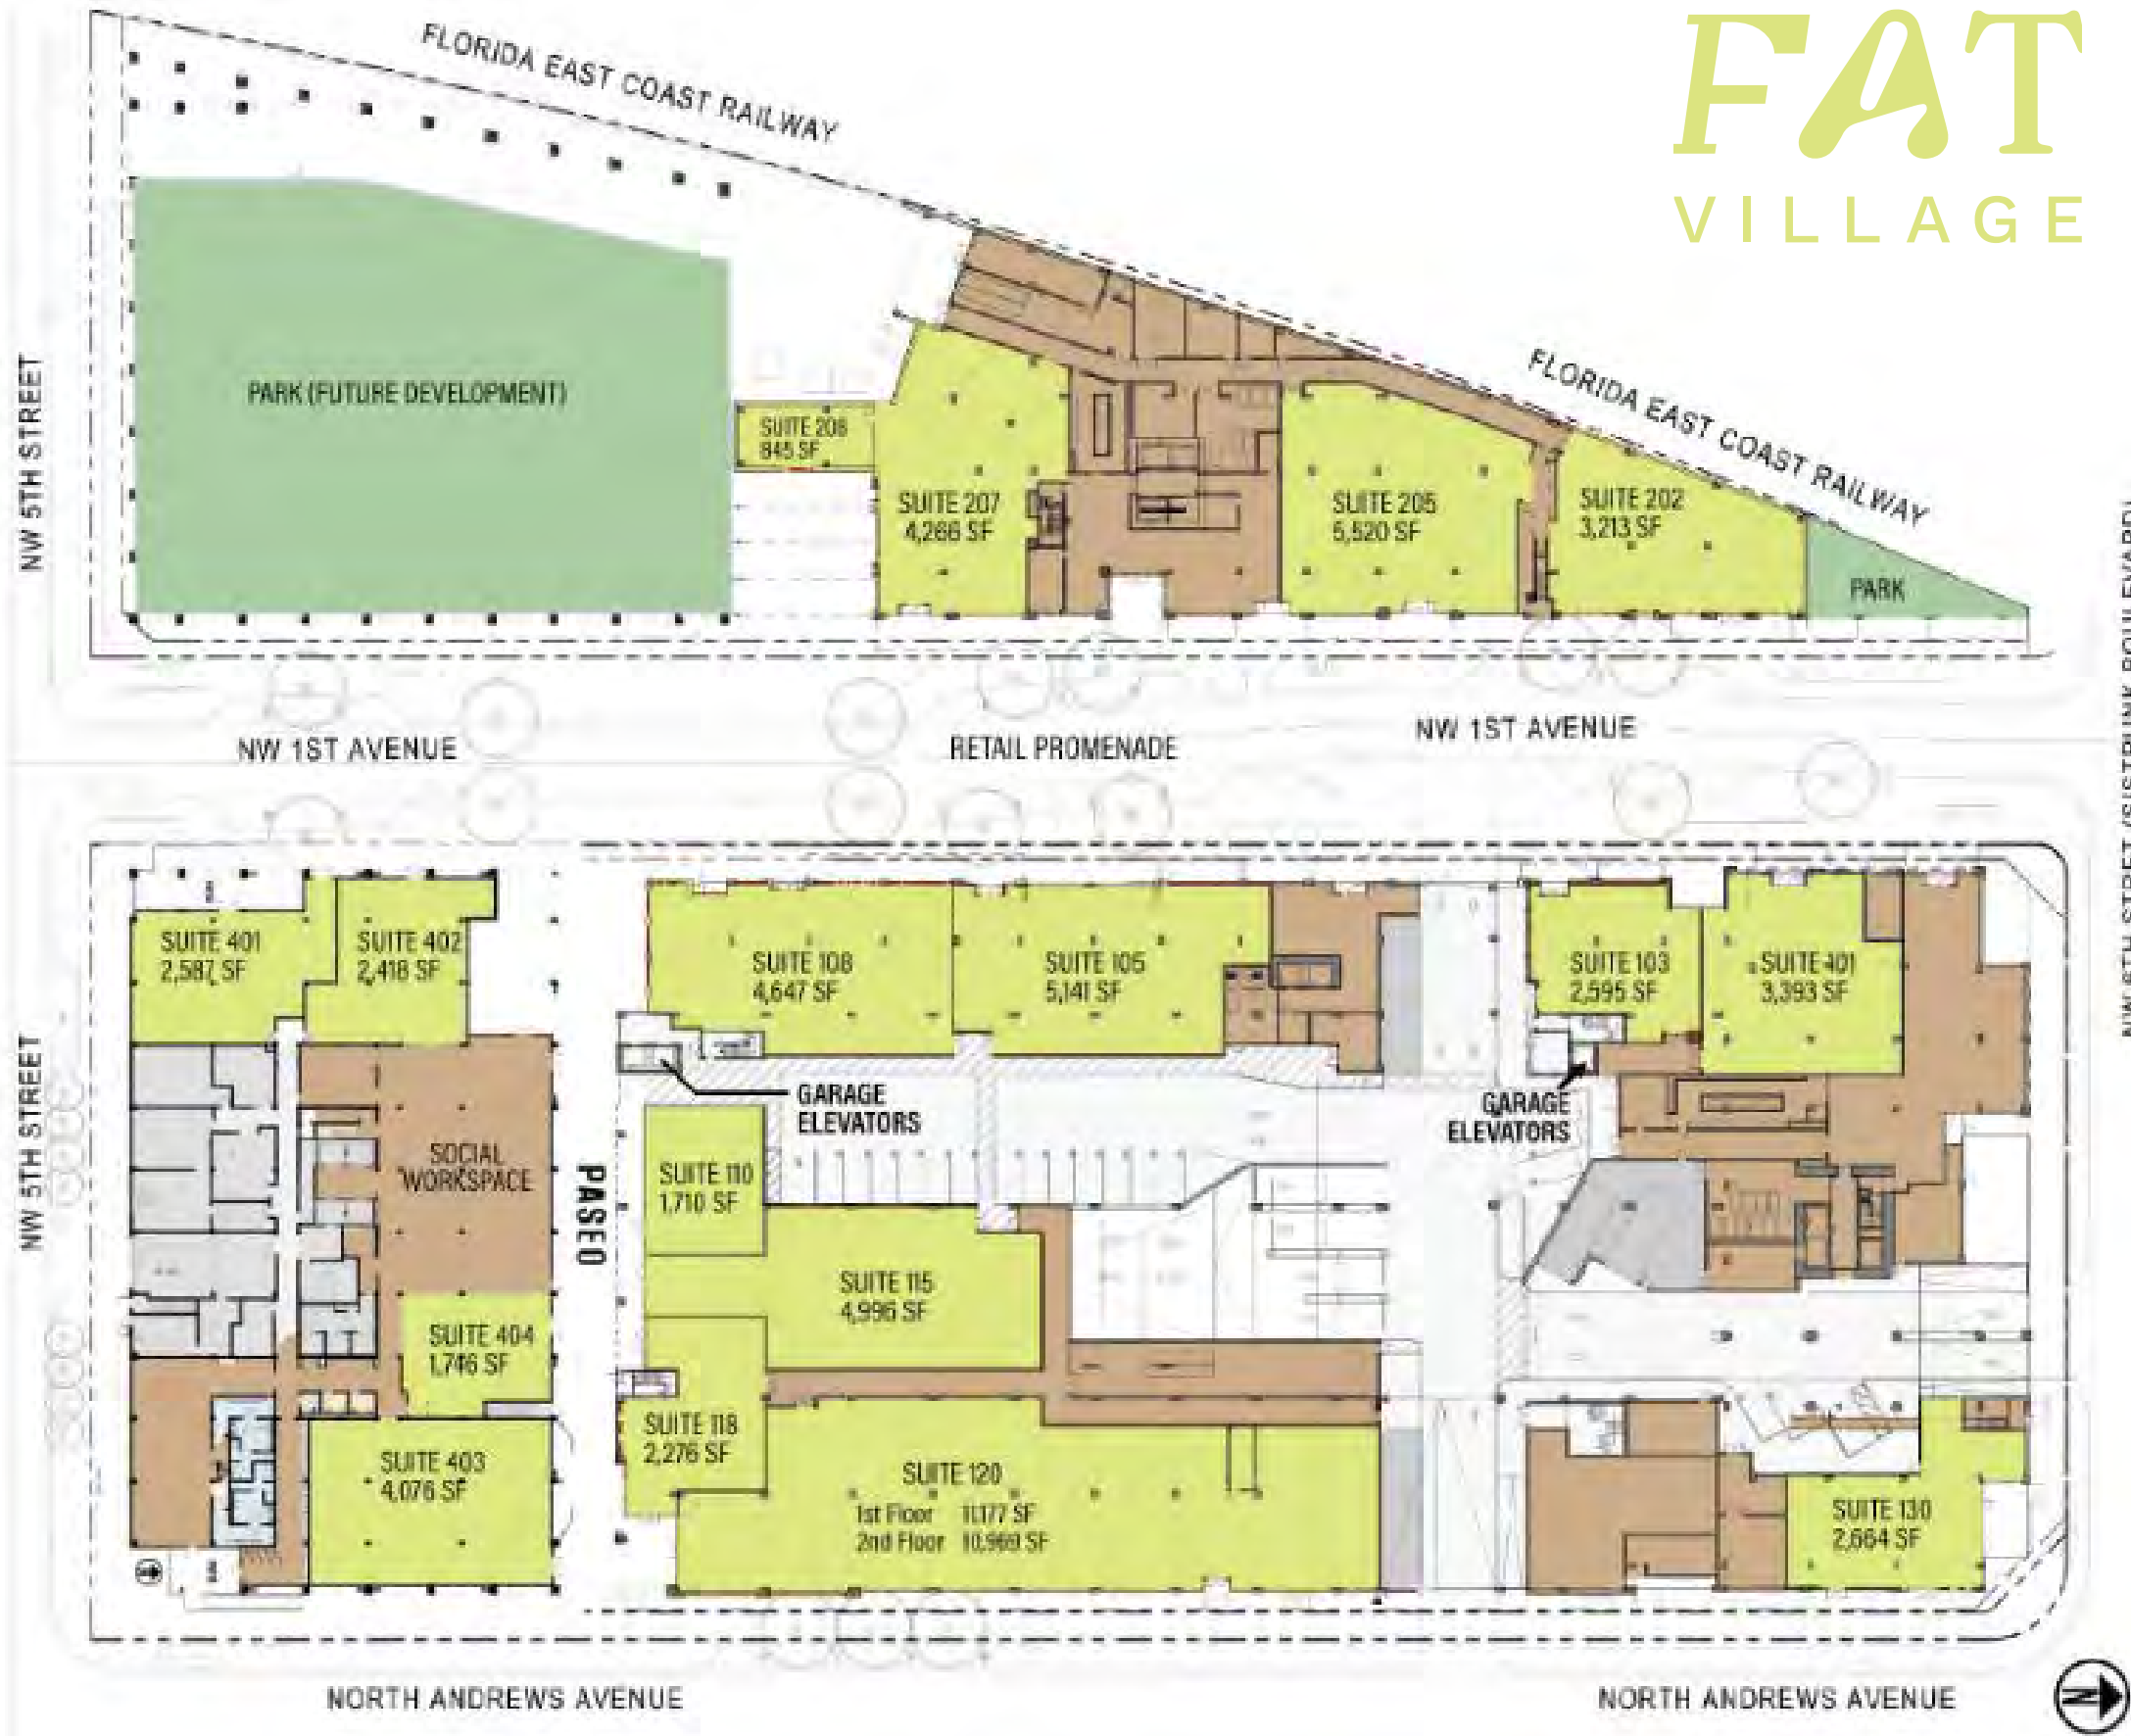 FAT
VILLAGE
FLORIDA EAST COAST RAILWAY
FLORIDA EAST COAST RAILWAY
NW 5TH STREET
PARK (FUTURE DEVELOPMENT)
SUITE 208
845 SF
SUITE 207
4,266 SF
SUITE 205
5,520 SF
SUITE 202
3,213 SF
PARK
NW 1ST AVENUE
RETAIL PROMENADE
NW 1ST AVENUE
NW 6TH STREET (SISTRUNK BOULEVARD)
NW 5TH STREET
SUITE 401
2,587 SF
SUITE 402
2,418 SF
SUITE 108
4,647 SF
SUITE 105
5,141 SF
SUITE 103
2,595 SF
SUITE 401
3,393 SF
GARAGE
ELEVATORS
GARAGE
ELEVATORS
SOCIAL
WORKSPACE
PASEO
SUITE 110
1,710 SF
SUITE 115
4,996 SF
SUITE 404
1,746 SF
SUITE 118
2,276 SF
SUITE 403
4,076 SF
SUITE 120
1st Floor 11,177 SF
2nd Floor 10,969 SF
SUITE 130
2,664 SF
NORTH ANDREWS AVENUE
NORTH ANDREWS AVENUE
N